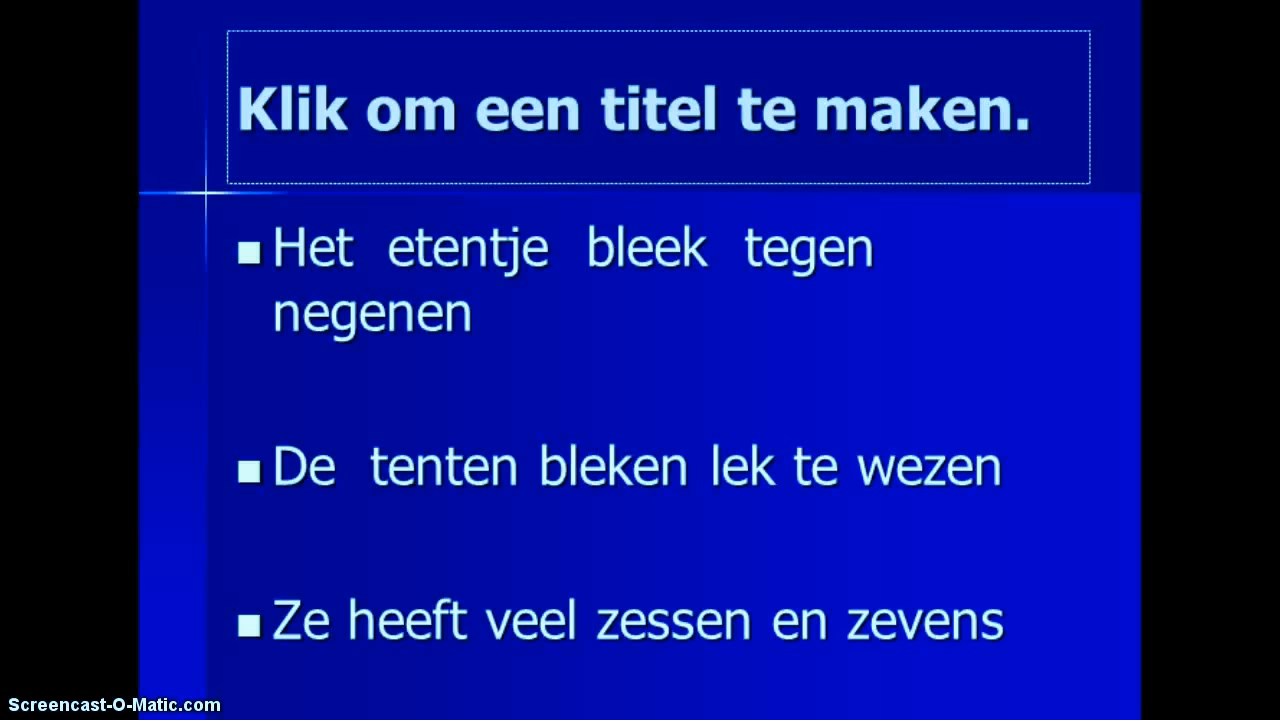 Klik om een titel te maken.
Het etentje bleek tegen
negenen
De tenten bleken lek te wezen
Ze heeft veel zessen en zevens
Screencast-O-Matic.com